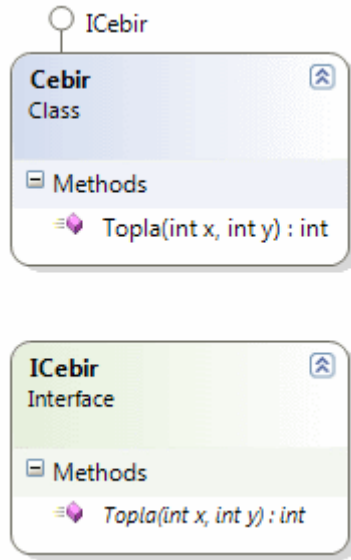 ICebir
Cebir
Class
Methods
Topla(int x, int y) : int
ICebir
Interface
Methods
Topla(int x, int y) : int